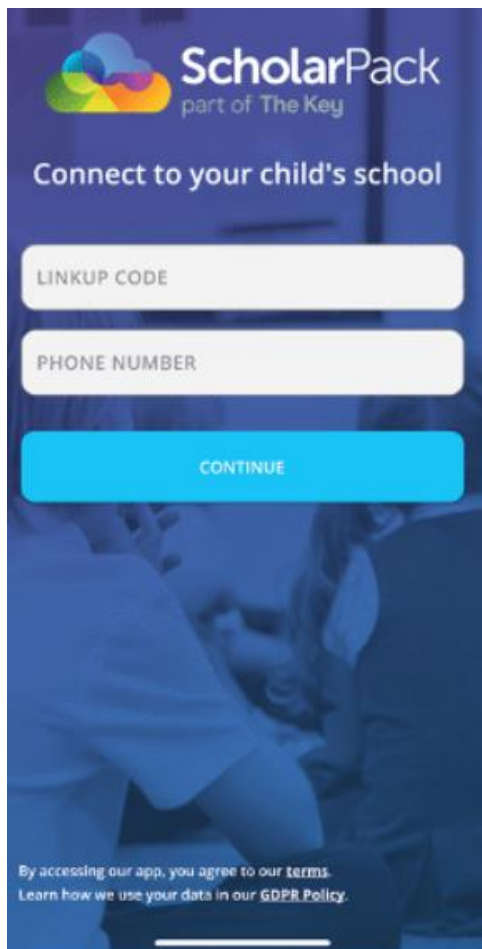 ScholarPack
part of The Key
Connect to your child's school
LINKUP CODE
PHONE NUMBER
CONTINUE
By accessing our app, you agree to our terms.
Learn how we use your data in our GDPR Policy.